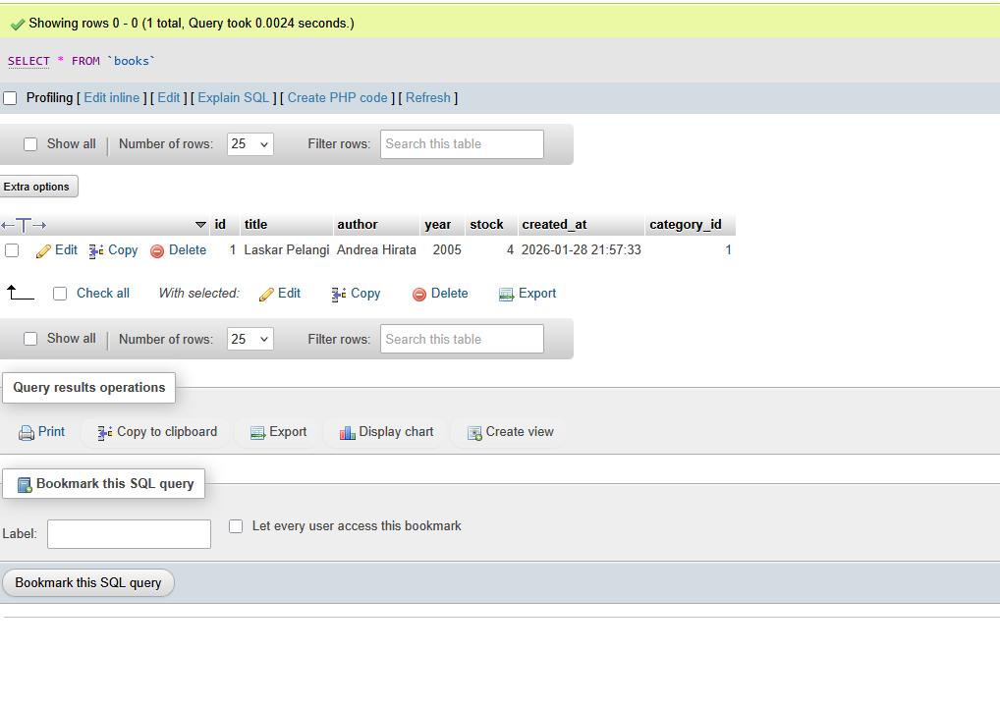 Showing rows 0 - 0 (1 total, Query took 0.0024 seconds.)
SELECT * FROM `books`
Profiling [ Edit inline ] [ Edit ] [ Explain SQL ] [ Create PHP code ] [ Refresh ]
Show all | Number of rows: 25 Filter rows: Search this table
Extra options
←T→ id title author year stock created_at category_id
Edit Copy Delete 1 Laskar Pelangi Andrea Hirata 2005 4 2026-01-28 21:57:33 1
Check all With selected: Edit Copy Delete Export
Show all | Number of rows: 25 Filter rows: Search this table
Query results operations
Print Copy to clipboard Export Display chart Create view
Bookmark this SQL query
Label: Let every user access this bookmark
Bookmark this SQL query